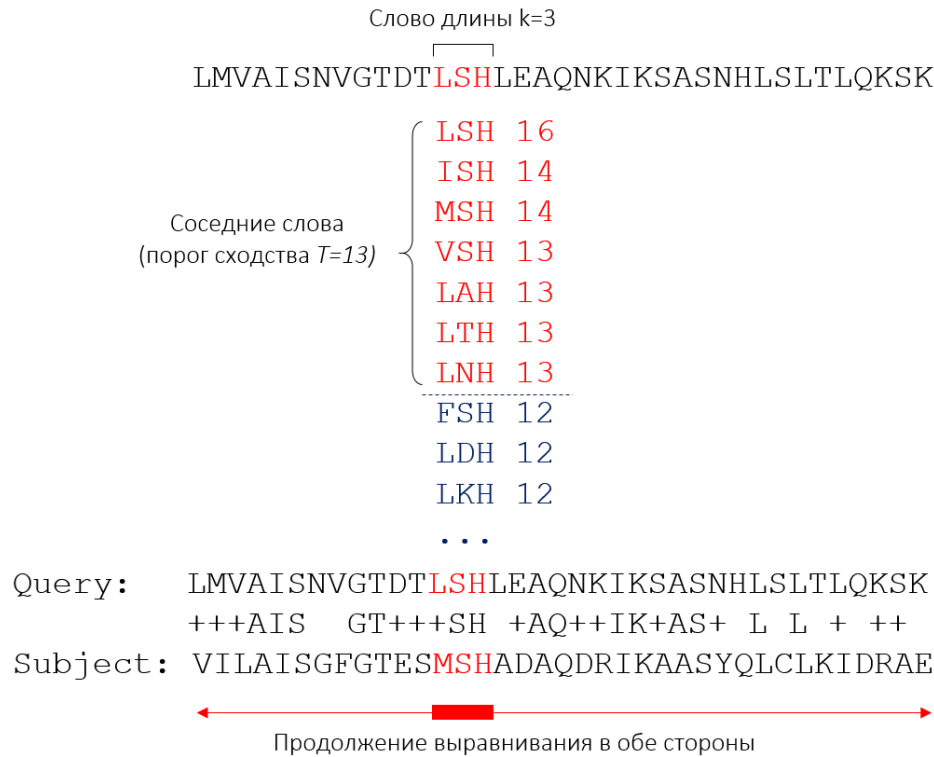 Слово длины k=3
LMVAISNVGTDTLSHLEAQNKIKSASNHLSLTLQKSK
LSH 16
ISH 14
MSH 14
Соседние слова
(порог сходства T=13)
VSH 13
LAH 13
LTH 13
LNH 13
FSH 12
LDH 12
LKH 12
...
Query: LMVAISNVGTDTLSHLEAQNKIKSASNHLSLTLQKSK
+++AIS GT+++SH +AQ++IK+AS+ L L + ++
Subject: VILAISGFGTESMSHADAQDRIKAASYQLCLKIDRAE
Продолжение выравнивания в обе стороны